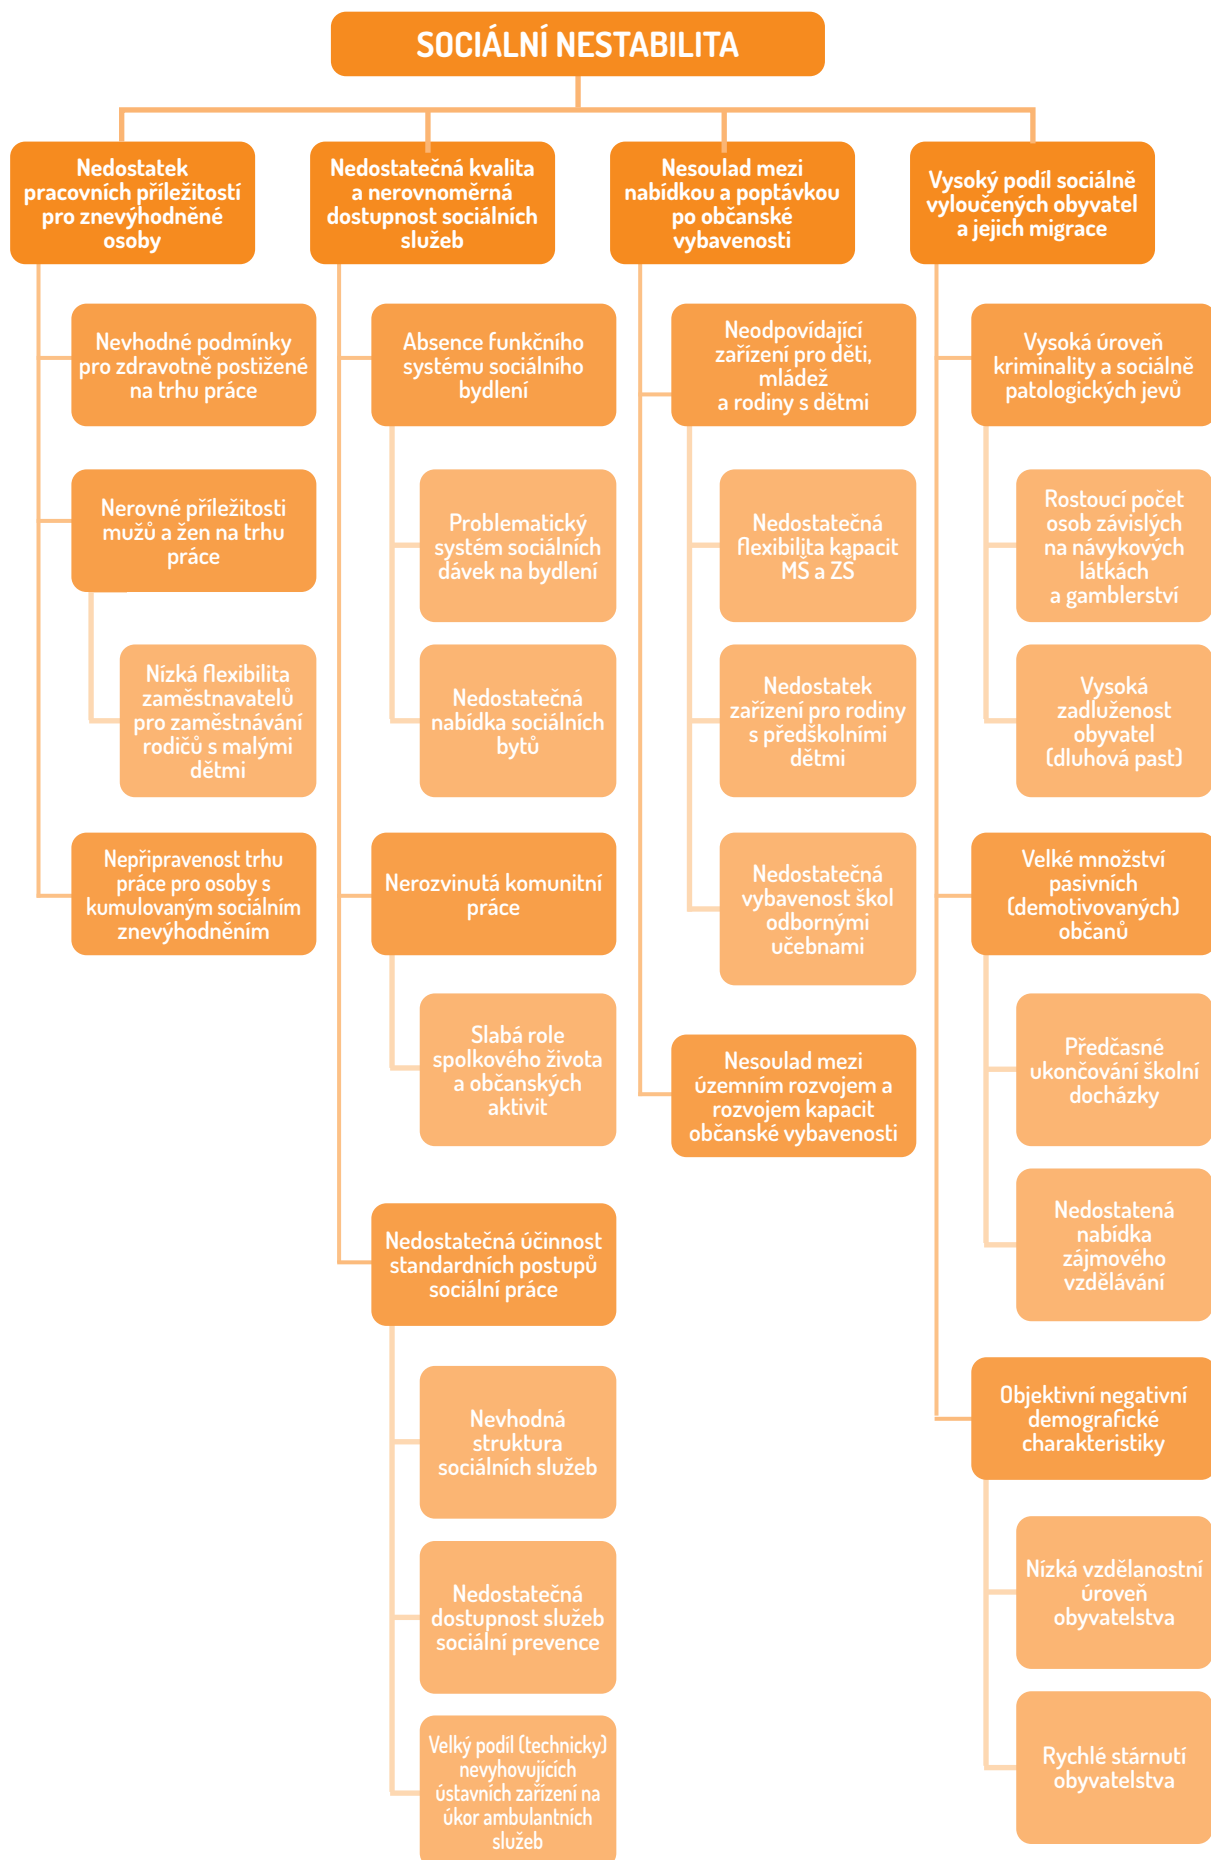 SOCIÁLNÍ NESTABILITA
Nedostatek
pracovních příležitostí
pro znevýhodněné
osoby
Nevhodné podmínky
pro zdravotně postižené
na trhu práce
Nerovné příležitosti
mužů a žen na trhu
práce
Nízká flexibilita
zaměstnavatelů
pro zaměstnávání
rodičů s malými
dětmi
Nepřipravenost trhu
práce pro osoby s
kumulovaným sociálním
znevýhodněním
Nedostatečná kvalita
a nerovnoměrná
dostupnost sociálních
služeb
Absence funkčního
systému sociálního
bydlení
Problematický
systém sociálních
dávek na bydlení
Nedostatečná
nabídka sociálních
bytů
Nerozvinutá komunitní
práce
Slabá role
spolkového života
a občanských
aktivit
Nedostatečná účinnost
standardních postupů
sociální práce
Nevhodná
struktura
sociálních služeb
Nedostatečná
dostupnost služeb
sociální prevence
Velký podíl (technicky)
nevyhovujících
ústavních zařízení na
úkor ambulantních
služeb
Nesoulad mezi
nabídkou a poptávkou
po občanské
vybavenosti
Neodpovídající
zařízení pro děti,
mládež
a rodiny s dětmi
Nedostatečná
flexibilita kapacit
MŠ a ZŠ
Nedostatek
zařízení pro rodiny
s předškolními
dětmi
Nedostatečná
vybavenost škol
odbornými
učebnami
Nesoulad mezi
územním rozvojem a
rozvojem kapacit
občanské vybavenosti
Vysoký podíl sociálně
vyloučených obyvatel
a jejich migrace
Vysoká úroveň
kriminality a sociálně
patologických jevů
Rostoucí počet
osob závislých
na návykových
látkách
a gamblerství
Vysoká
zadluženost
obyvatel
(dluhová past)
Velké množství
pasivních
(demotivovaných)
občanů
Předčasné
ukončování školní
docházky
Nedostatená
nabídka
zájmového
vzdělávání
Objektivní negativní
demografické
charakteristiky
Nízká vzdělanostní
úroveň
obyvatelstva
Rychlé stárnutí
obyvatelstva